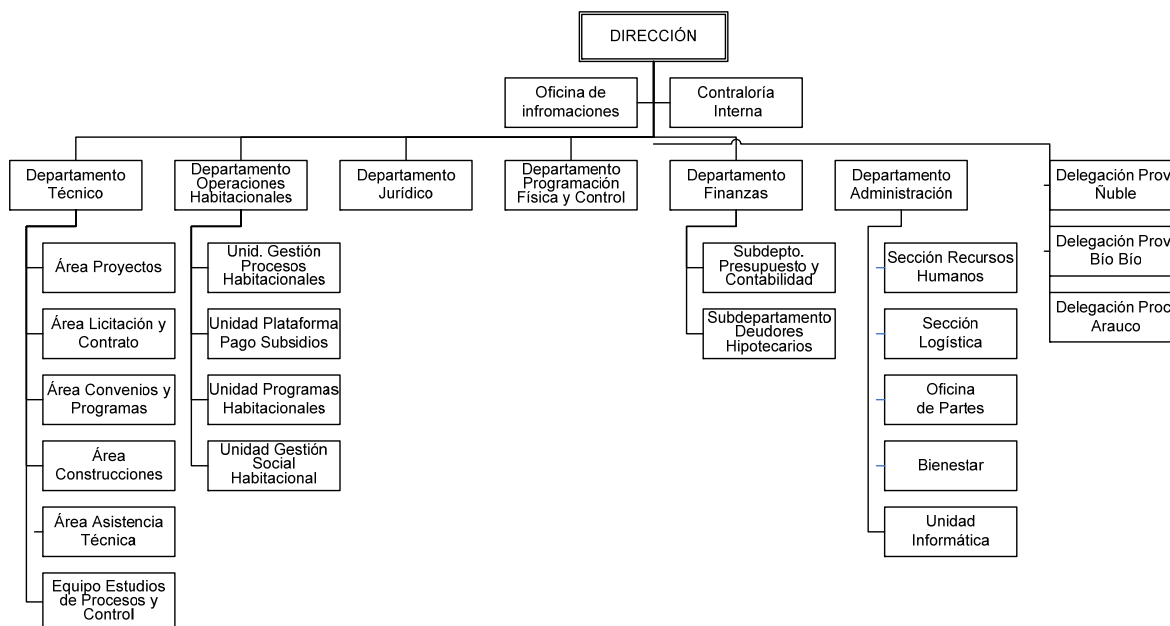 DIRECCIÓN
Oficina de
infromaciones
Contraloría
Interna
Departamento
Técnico
Departamento
Operaciones
Habitacionales
Departamento
Jurídico
Departamento
Programación
Física y Control
Departamento
Finanzas
Departamento
Administración
Delegación Prov
Ñuble
Delegación Prov
Bío Bío
Delegación Proc
Arauco
Área Proyectos
Área Licitación y
Contrato
Área Convenios y
Programas
Área
Construcciones
Área Asistencia
Técnica
Equipo Estudios
de Procesos y
Control
Unid. Gestión
Procesos
Habitacionales
Unidad Plataforma
Pago Subsidios
Unidad Programas
Habitacionales
Unidad Gestión
Social
Habitacional
Subdepto.
Presupuesto y
Contabilidad
Subdepartamento
Deudores
Hipotecarios
Sección Recursos
Humanos
Sección
Logística
Oficina
de Partes
Bienestar
Unidad
Informática